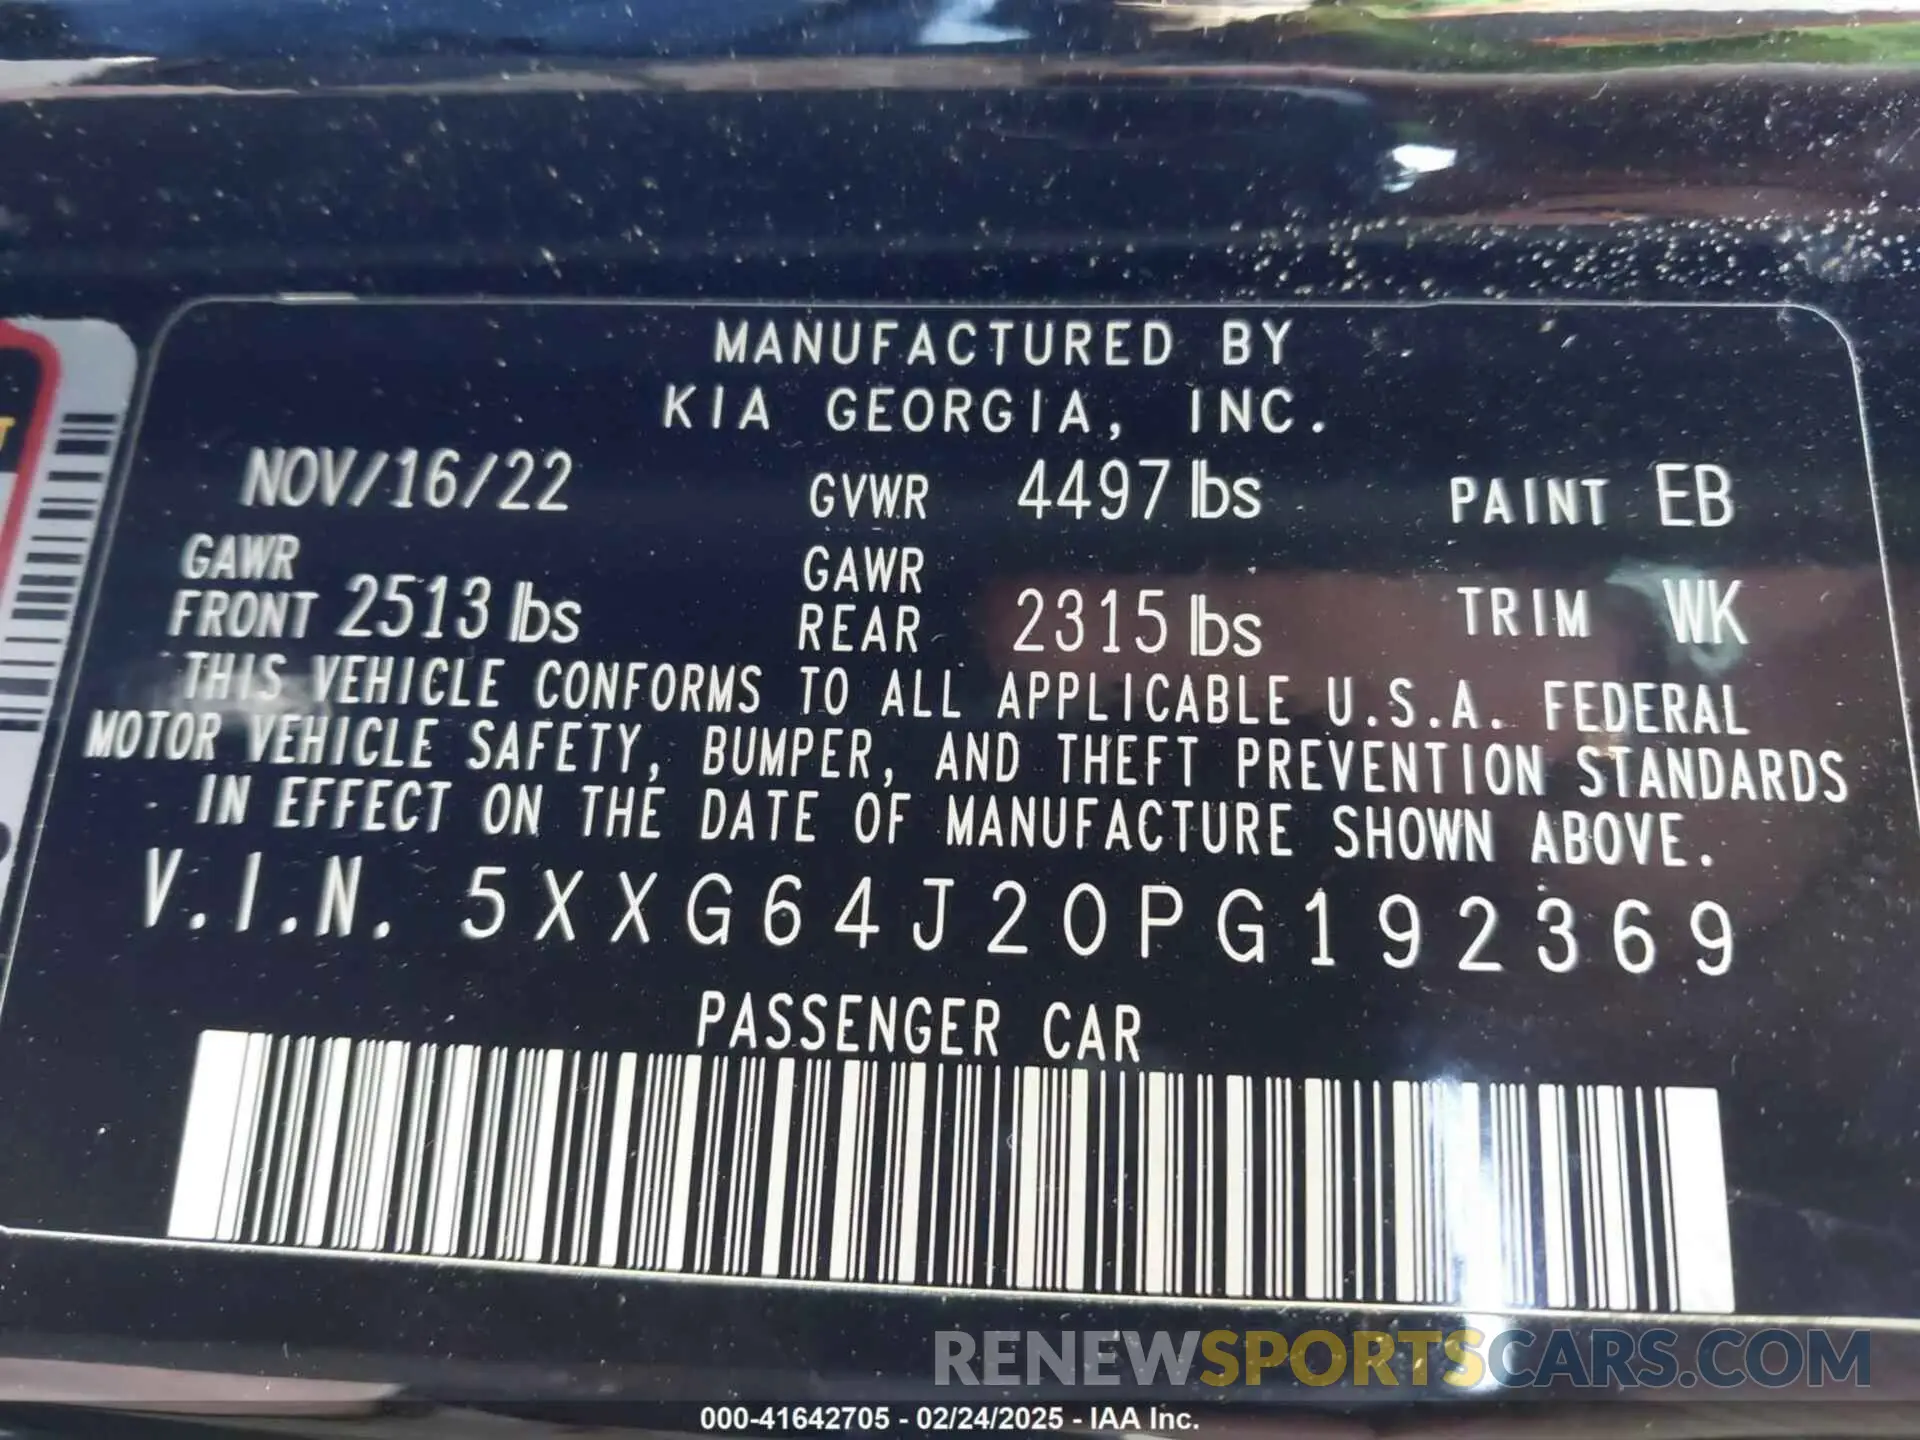 MANUFACTURED BY
KIA GEORGIA, INC.
NOV/16/22 GVWR 4497 lbs PAINT EB
GAWR FRONT 2513 lbs GAWR REAR 2315 lbs TRIM WK
THIS VEHICLE CONFORMS TO ALL APPLICABLE U.S.A. FEDERAL
MOTOR VEHICLE SAFETY, BUMPER, AND THEFT PREVENTION STANDARDS
IN EFFECT ON THE DATE OF MANUFACTURE SHOWN ABOVE.
V.I.N. 5XXG64J20PG192369
PASSENGER CAR
RENEWSPORTSCARS.COM
000-41642705 - 02/24/2025 - IAA Inc.